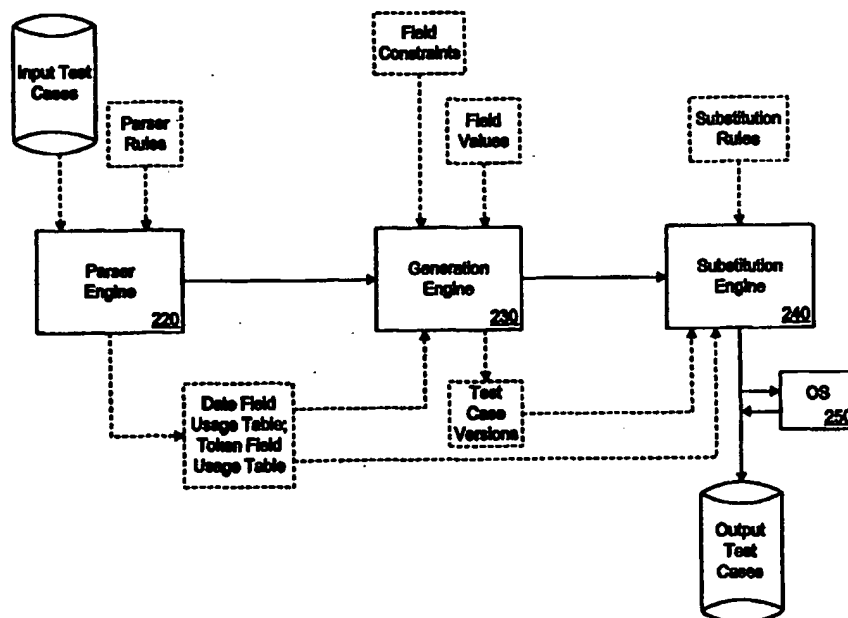 Input Test
Cases
Parser
Rules
Field
Constraints
Field
Values
Substitution
Rules
Parser
Engine
220
Generation
Engine
230
Substitution
Engine
240
Date Field
Usage Table;
Token Field
Usage Table
Test
Case
Versions
OS
250
Output
Test
Cases